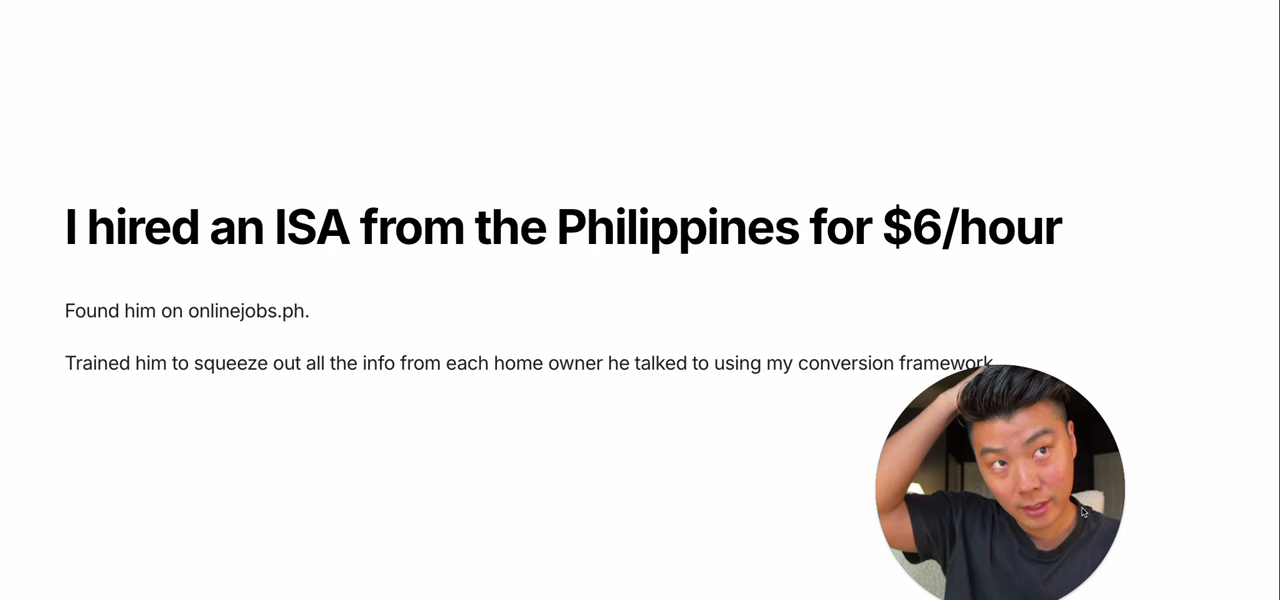 I hired an ISA from the Philippines for $6/hour
Found him on onlinejobs.ph.
Trained him to squeeze out all the info from each home owner he talked to using my conversion framework